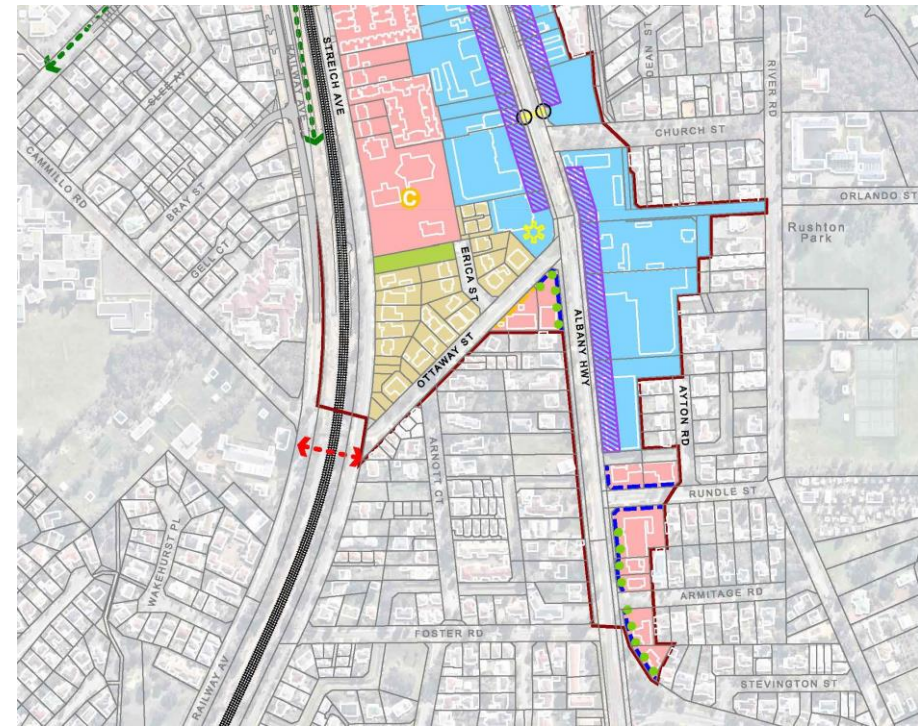 SLEE AV
RAILWAY AVE
STREICH AVE
DEAN ST
RIVER RD
CHURCH ST
CAMMILLO RD
BRAY ST
GELL CT
C
ORLANDO ST
Rushton
Park
ERICA ST
ALBANY HWY
OTTAWAY ST
AYTON RD
ARNOTT CT
RUNDLE ST
WAKEHURST PL
ARMITAGE RD
FOSTER RD
RAILWAY AV
STEVINGTON ST